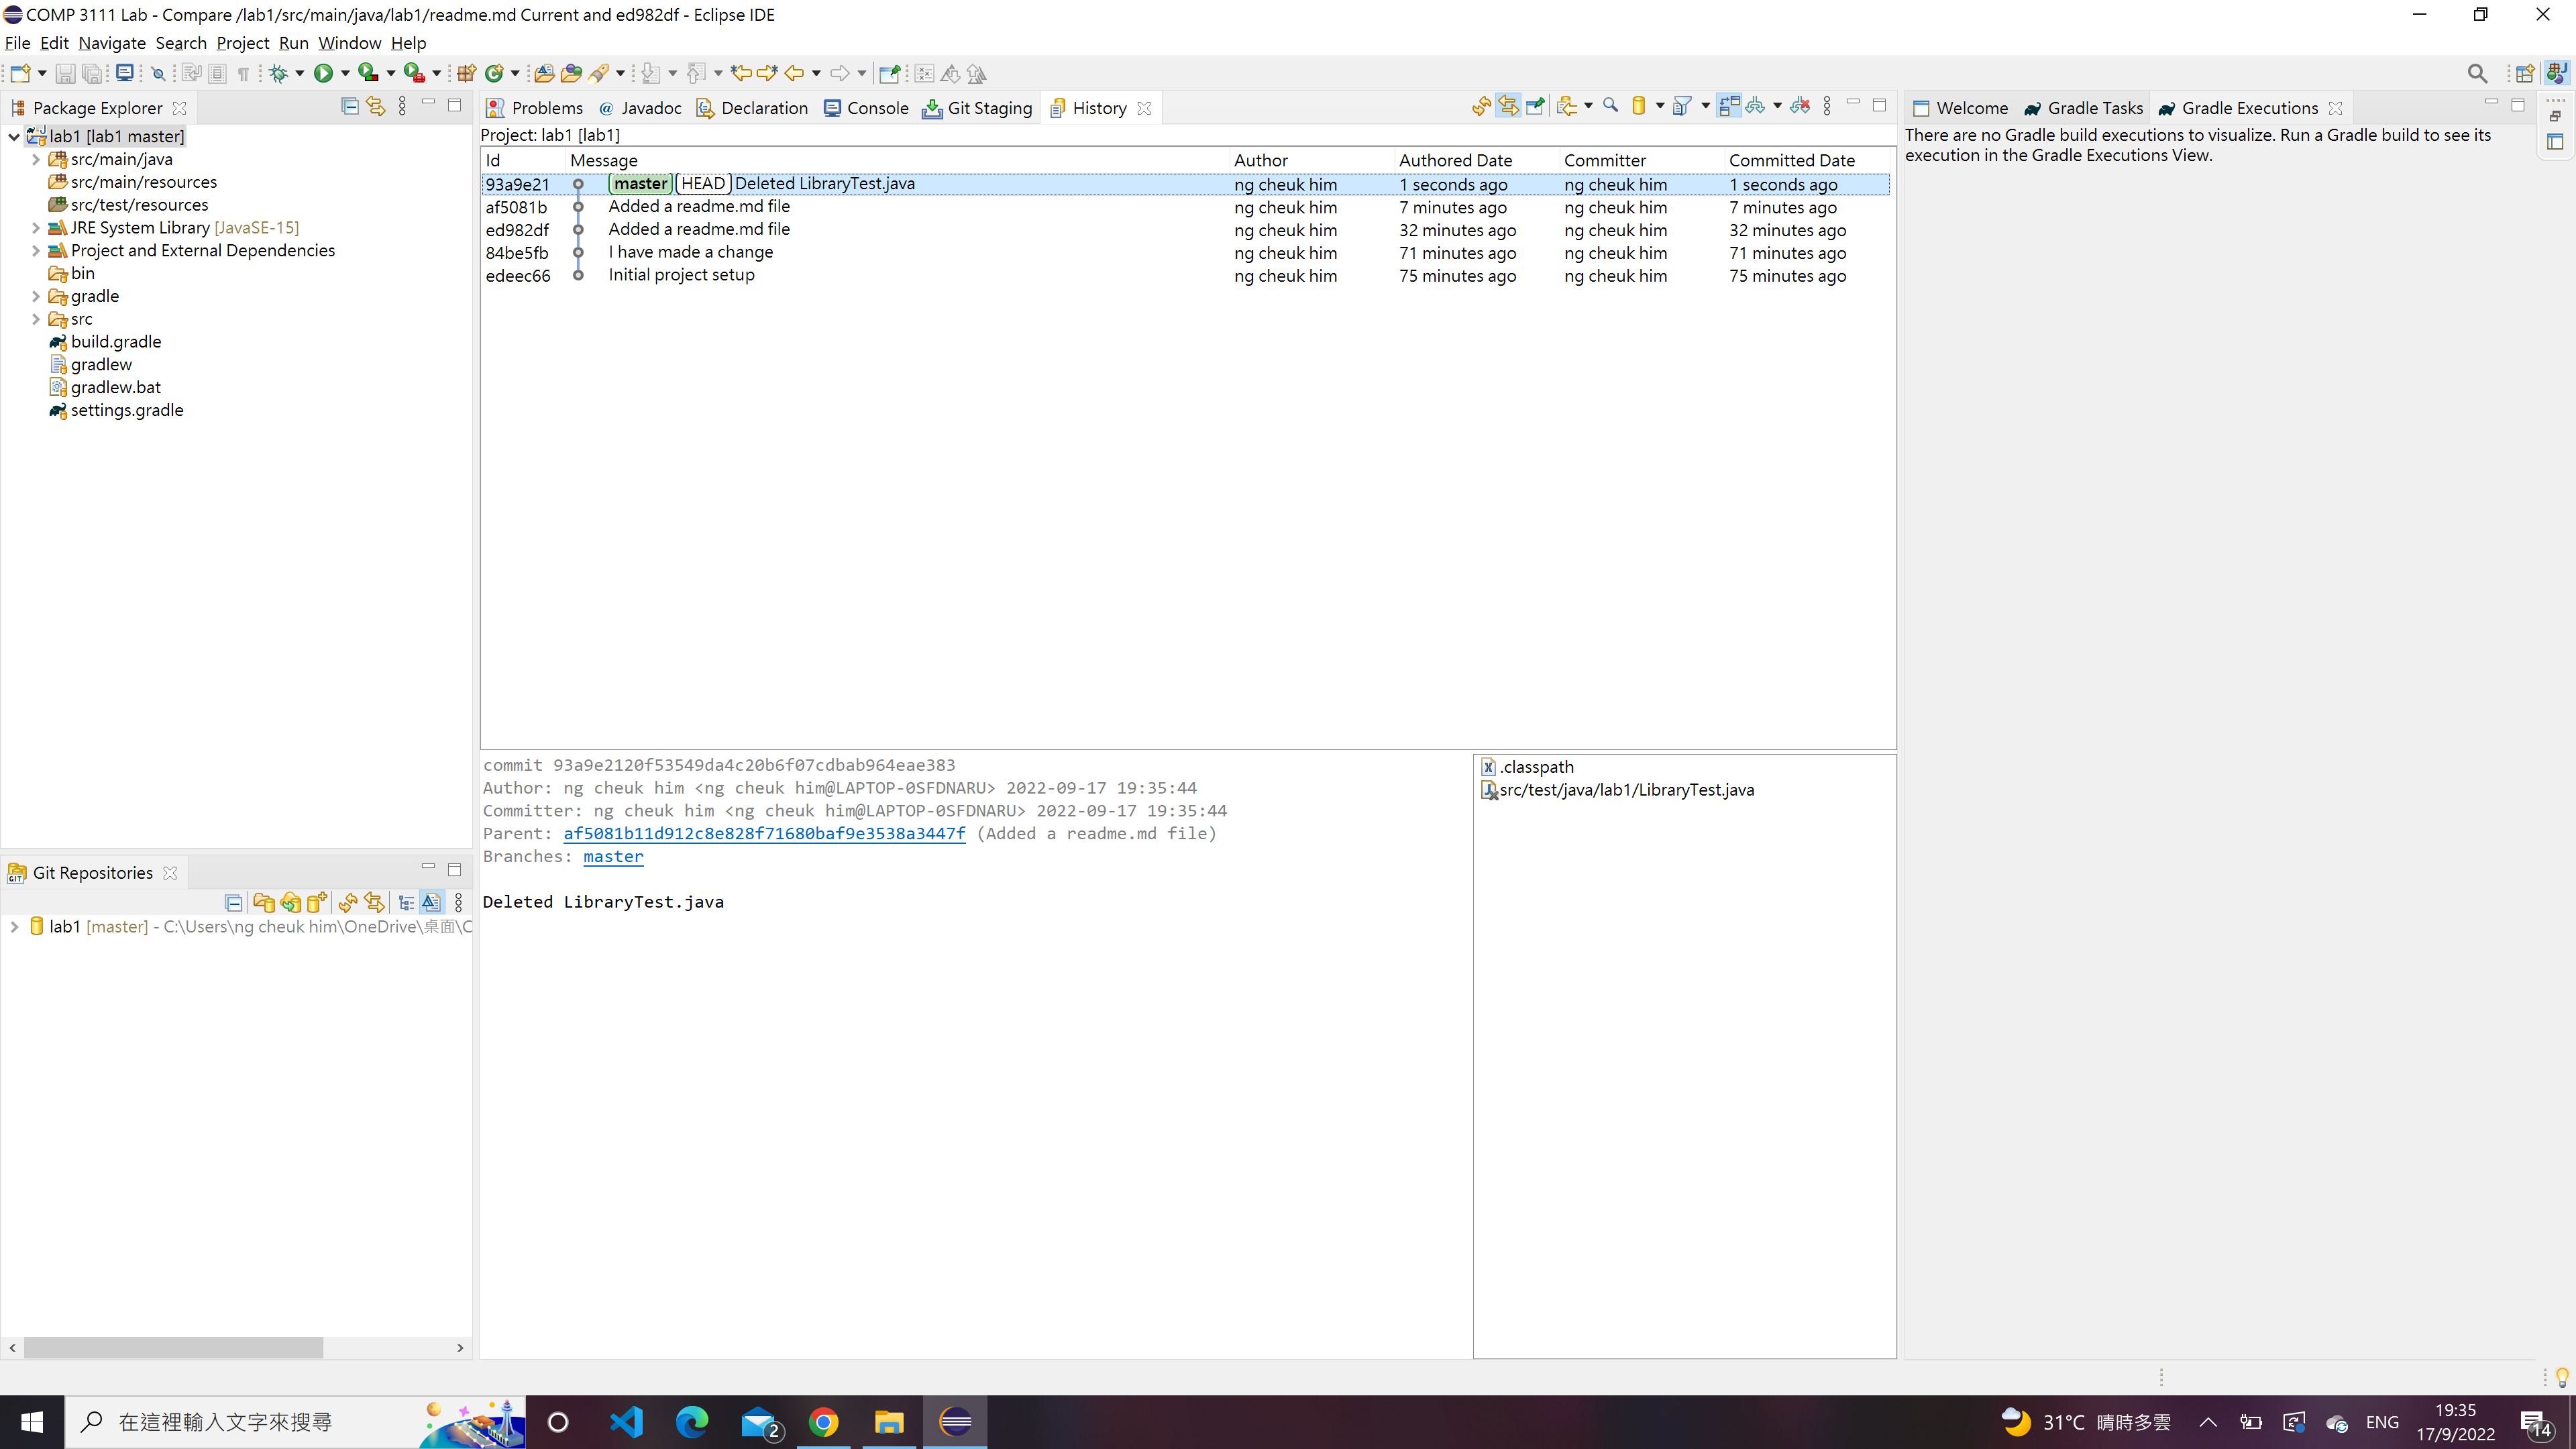 COMP 3111 Lab - Compare /lab1/src/main/java/lab1/readme.md Current and ed982df - Eclipse IDE
File Edit Navigate Search Project Run Window Help
Package Explorer
lab1 [lab1 master]
src/main/java
src/main/resources
src/test/resources
JRE System Library [JavaSE-15]
Project and External Dependencies
bin
gradle
src
build.gradle
gradlew
gradlew.bat
settings.gradle
Git Repositories
lab1 [master] - C:\Users\ng cheuk him\OneDrive\桌面\C
Problems Javadoc Declaration Console Git Staging History
Project: lab1 [lab1]
Id Message Author Authored Date Committer Committed Date
93a9e21 master HEAD Deleted LibraryTest.java ng cheuk him 1 seconds ago ng cheuk him 1 seconds ago
af5081b Added a readme.md file ng cheuk him 7 minutes ago ng cheuk him 7 minutes ago
ed982df Added a readme.md file ng cheuk him 32 minutes ago ng cheuk him 32 minutes ago
84be5fb I have made a change ng cheuk him 71 minutes ago ng cheuk him 71 minutes ago
edeec66 Initial project setup ng cheuk him 75 minutes ago ng cheuk him 75 minutes ago
commit 93a9e2120f53549da4c20b6f07cdbab964eae383
Author: ng cheuk him <ng cheuk him@LAPTOP-0SFDNARU> 2022-09-17 19:35:44
Committer: ng cheuk him <ng cheuk him@LAPTOP-0SFDNARU> 2022-09-17 19:35:44
Parent: af5081b11d912c8e828f71680baf9e3538a3447f (Added a readme.md file)
Branches: master
Deleted LibraryTest.java
.classpath
src/test/java/lab1/LibraryTest.java
Welcome Gradle Tasks Gradle Executions
There are no Gradle build executions to visualize. Run a Gradle build to see its
execution in the Gradle Executions View.
在這裡輸入文字來搜尋
2
31°C 晴時多雲
ENG
19:35
17/9/2022
14